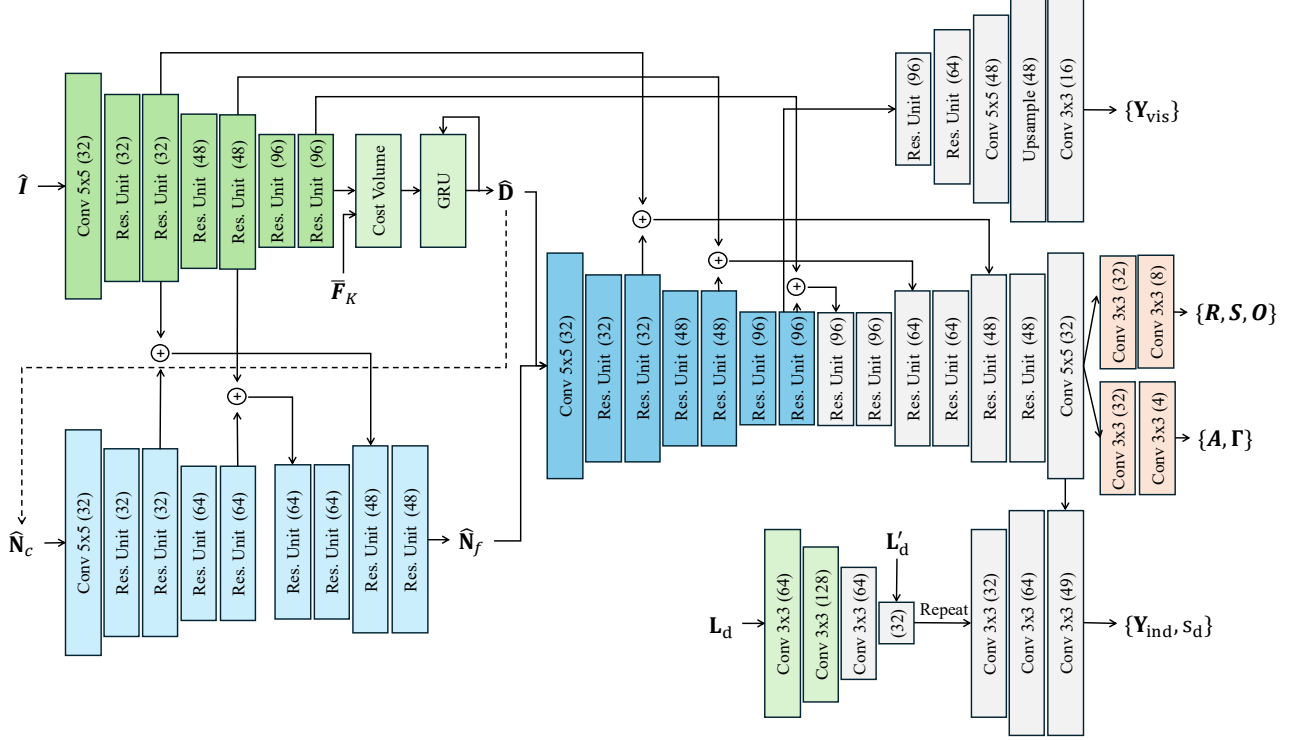 Î
Conv 5x5 (32)
Res. Unit (32)
Res. Unit (32)
Res. Unit (48)
Res. Unit (48)
Res. Unit (96)
Res. Unit (96)
Cost Volume
GRU
D̂
F̄_K
+
+
N̂_c
Conv 5x5 (32)
Res. Unit (32)
Res. Unit (32)
Res. Unit (64)
Res. Unit (64)
Res. Unit (64)
Res. Unit (64)
Res. Unit (48)
Res. Unit (48)
N̂_f
Conv 5x5 (32)
Res. Unit (32)
Res. Unit (32)
Res. Unit (48)
Res. Unit (48)
Res. Unit (96)
Res. Unit (96)
+
+
+
Res. Unit (96)
Res. Unit (96)
Res. Unit (64)
Res. Unit (64)
Res. Unit (48)
Res. Unit (48)
Conv 5x5 (32)
Res. Unit (96)
Res. Unit (64)
Conv 5x5 (48)
Upsample (48)
Conv 3x3 (16)
{Y_vis}
Conv 3x3 (32)
Conv 3x3 (8)
{R, S, O}
Conv 3x3 (32)
Conv 3x3 (4)
{A, Γ}
L_d
Conv 3x3 (64)
Conv 3x3 (128)
Conv 3x3 (64)
L′_d
(32)
Repeat
Conv 3x3 (32)
Conv 3x3 (64)
Conv 3x3 (49)
{Y_ind, s_d}